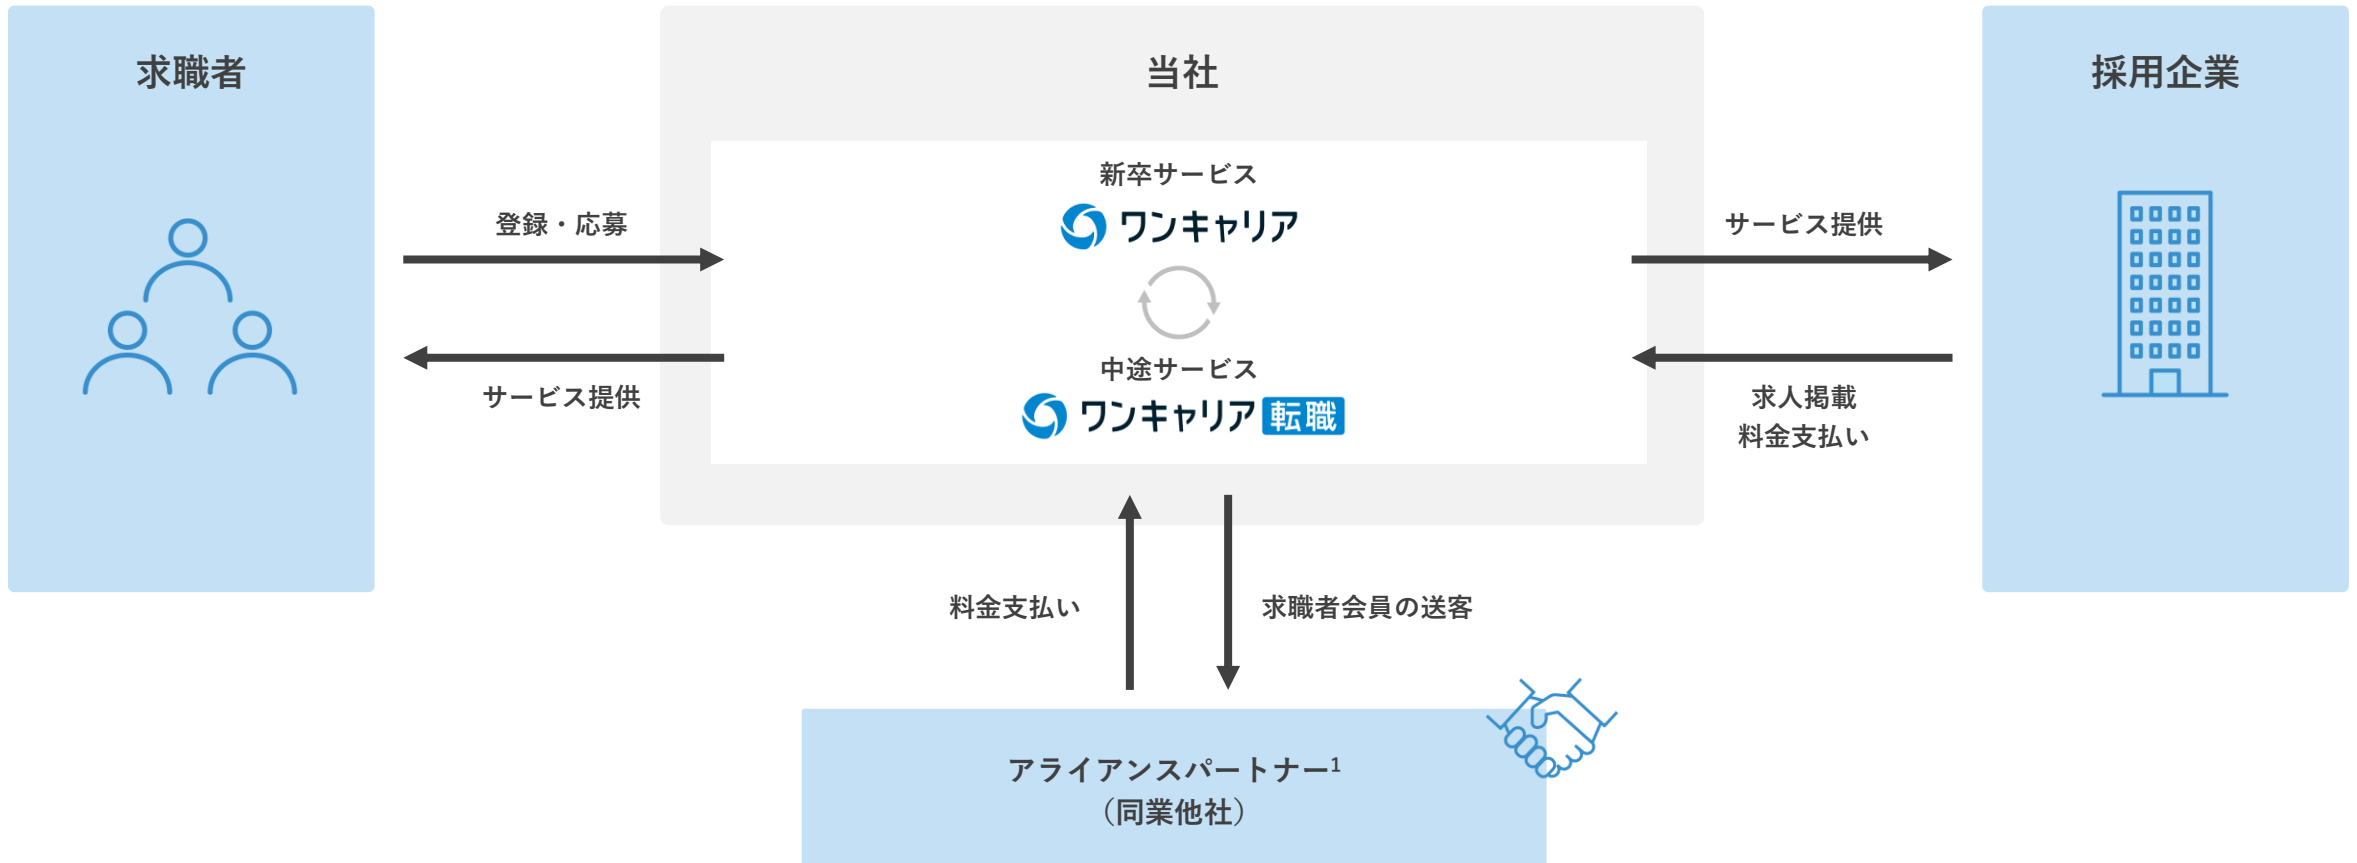 求職者
当社
採用企業
新卒サービス
ワンキャリア
登録・応募
サービス提供
サービス提供
中途サービス
ワンキャリア 転職
求人掲載
料金支払い
料金支払い
求職者会員の送客
アライアンスパートナー1
（同業他社）